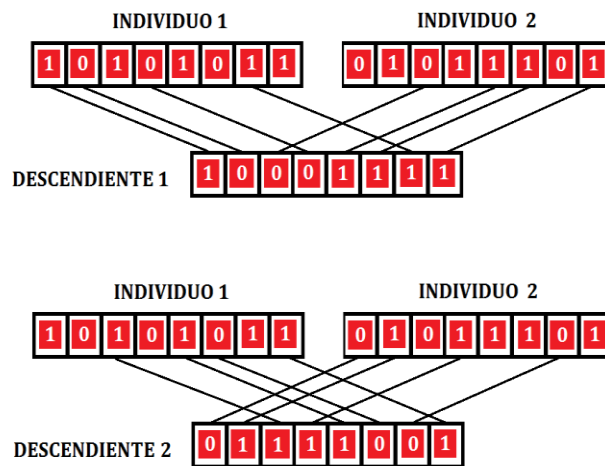 INDIVIDUO 1 INDIVIDUO 2
1 0 1 0 1 0 1 1 0 1 0 1 1 1 0 1
DESCENDIENTE 1 1 0 0 0 1 1 1 1
INDIVIDUO 1 INDIVIDUO 2
1 0 1 0 1 0 1 1 0 1 0 1 1 1 0 1
DESCENDIENTE 2 0 1 1 1 1 0 0 1